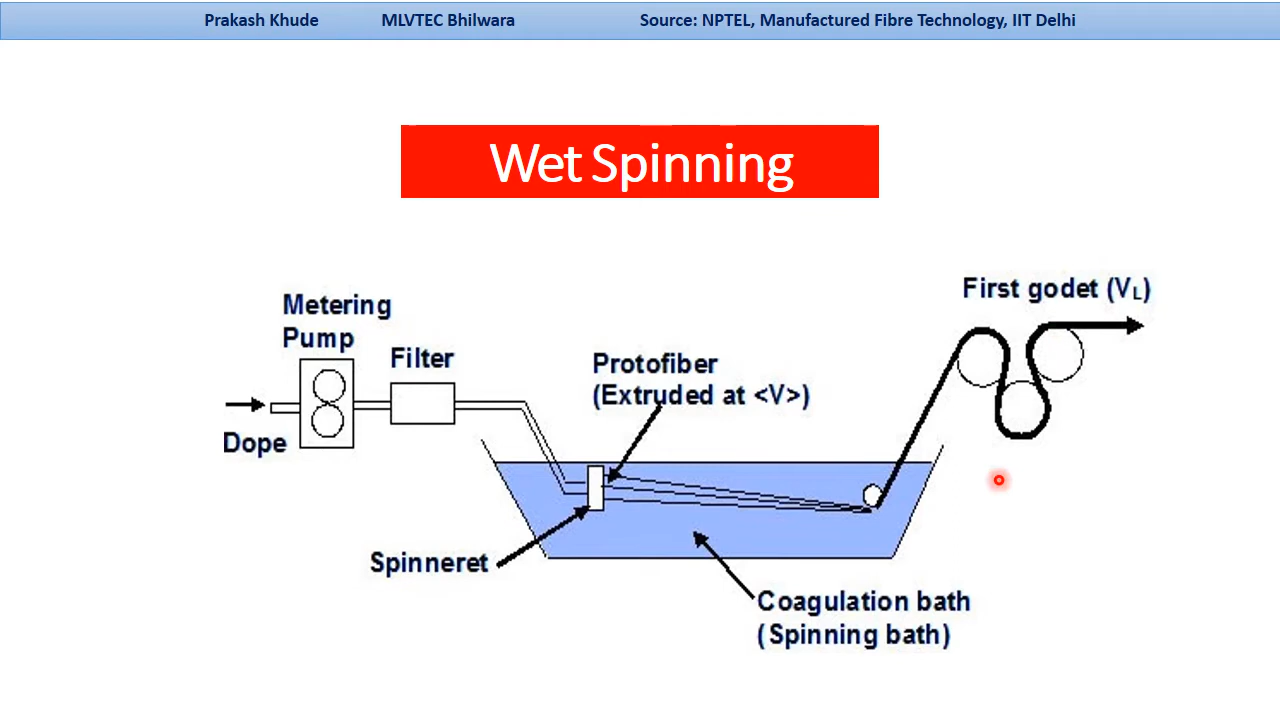 Prakash Khude MLVTEC Bhilwara Source: NPTEL, Manufactured Fibre Technology, IIT Delhi
Wet Spinning
First godet (VL)
Metering
Pump
Filter
Protofiber
(Extruded at <V>)
Dope
Spinneret
Coagulation bath
(Spinning bath)